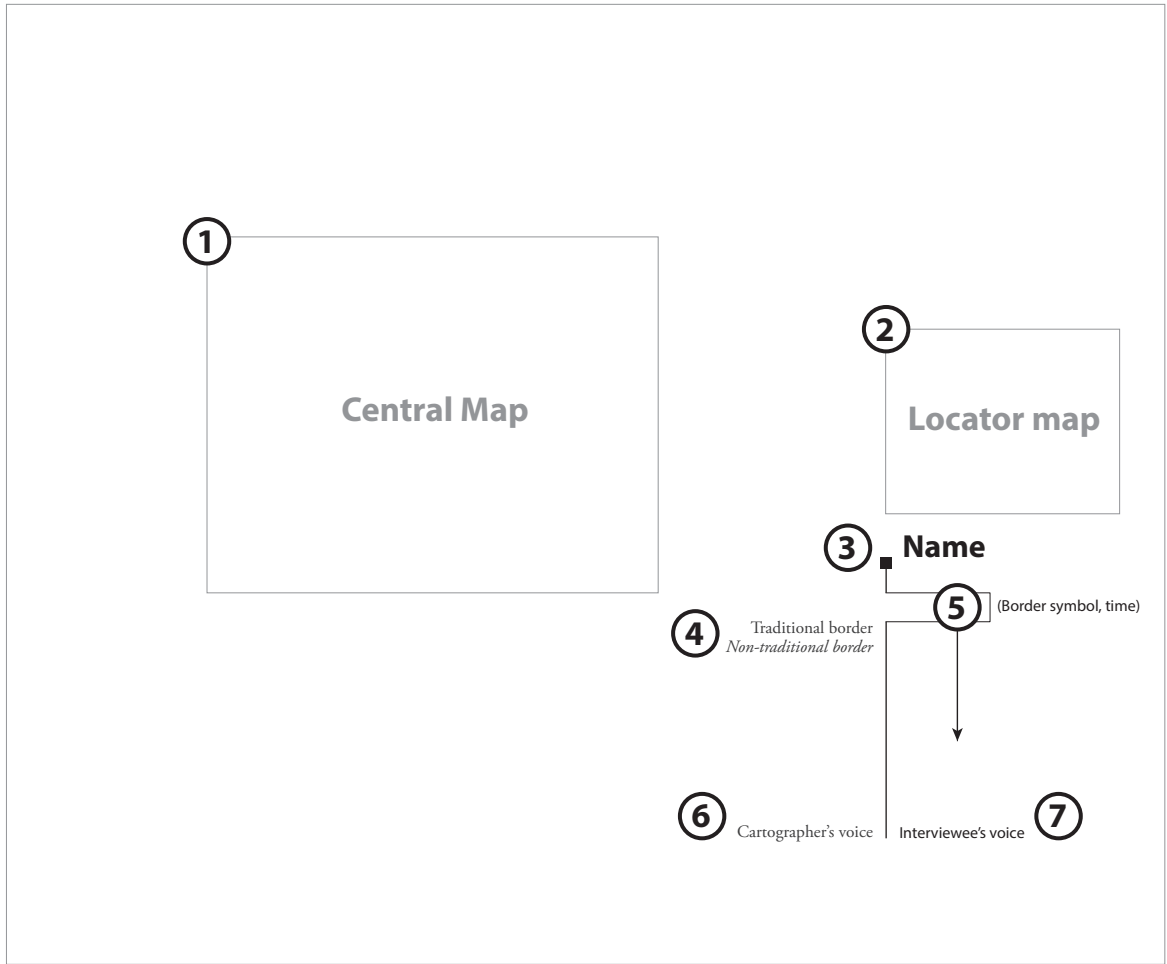 1
Central Map
2
Locator map
3
Name
5
(Border symbol, time)
4
Traditional border
Non-traditional border
6
Cartographer's voice
Interviewee's voice
7